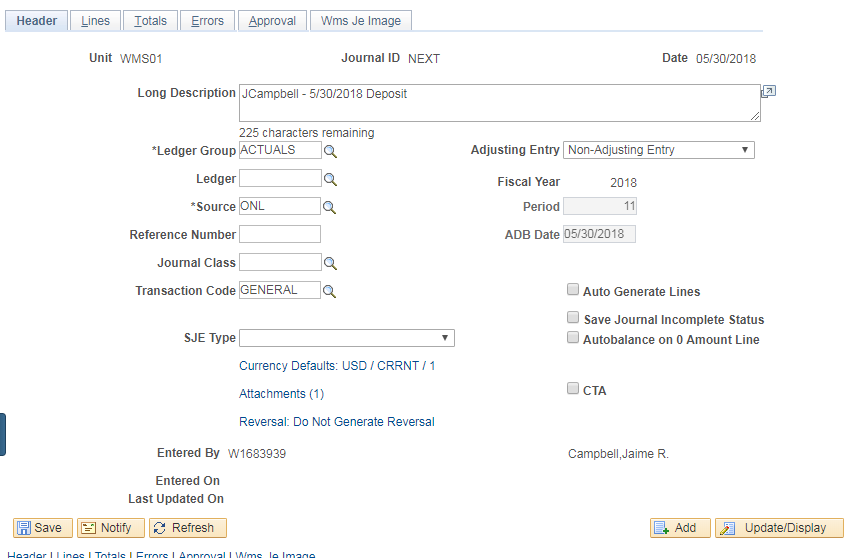 Header Lines Totals Errors Approval Wms Je Image
Unit WMS01 Journal ID NEXT Date 05/30/2018
Long Description JCampbell - 5/30/2018 Deposit
225 characters remaining
*Ledger Group ACTUALS Adjusting Entry Non-Adjusting Entry
Ledger Fiscal Year 2018
*Source ONL Period 11
Reference Number ADB Date 05/30/2018
Journal Class
Transaction Code GENERAL Auto Generate Lines
Save Journal Incomplete Status
SJE Type Autobalance on 0 Amount Line
Currency Defaults: USD / CRRNT / 1
Attachments (1) CTA
Reversal: Do Not Generate Reversal
Entered By W1683939 Campbell,Jaime R.
Entered On
Last Updated On
Save Notify Refresh Add Update/Display
Header | Lines | Totals | Errors | Approval | Wms Je Image